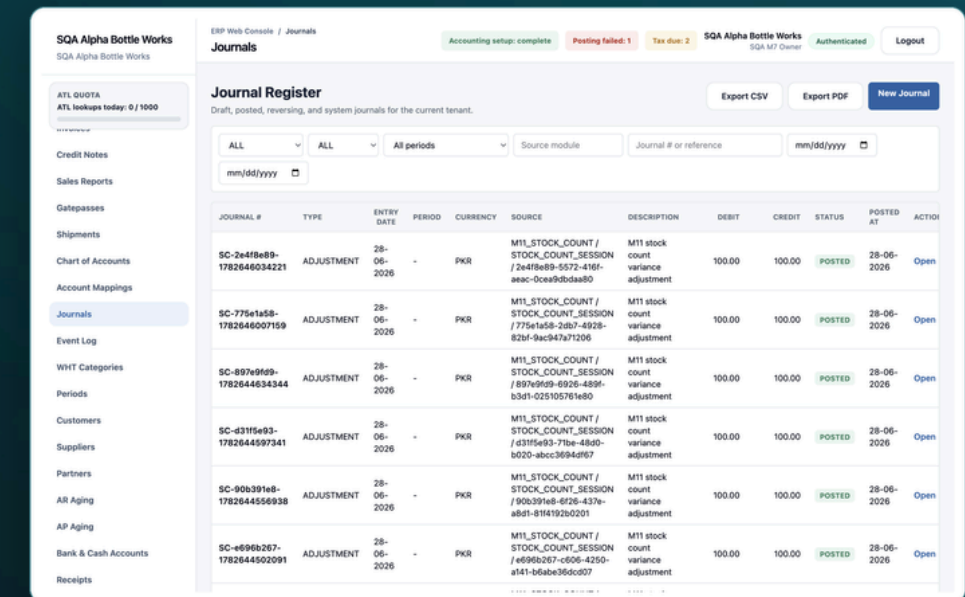 SQA Alpha Bottle Works
SQA Alpha Bottle Works
ATL QUOTA
ATL lookups today: 0 / 1000
Invoices
Credit Notes
Sales Reports
Gatepasses
Shipments
Chart of Accounts
Account Mappings
Journals
Event Log
WHT Categories
Periods
Customers
Suppliers
Partners
AR Aging
AP Aging
Bank & Cash Accounts
Receipts
ERP Web Console / Journals
Journals
Accounting setup: complete
Posting failed: 1
Tax due: 2
SQA Alpha Bottle Works
SQA M7 Owner
Authenticated
Logout
Journal Register
Draft, posted, reversing, and system journals for the current tenant.
Export CSV
Export PDF
New Journal
ALL
ALL
All periods
Source module
Journal # or reference
mm/dd/yyyy
mm/dd/yyyy
JOURNAL # TYPE ENTRY DATE PERIOD CURRENCY SOURCE DESCRIPTION DEBIT CREDIT STATUS POSTED AT ACTIO
SC-2e4f8e89-
1782646034221
ADJUSTMENT
28-
06-
2026
-
PKR
M11_STOCK_COUNT /
STOCK_COUNT_SESSION
/ 2e4f8e89-5572-416f-
aeac-0cea9dbdaa80
M11 stock
count
variance
adjustment
100.00
100.00
POSTED
28-06-
2026
Open
SC-775e1a58-
1782646007159
ADJUSTMENT
28-
06-
2026
-
PKR
M11_STOCK_COUNT /
STOCK_COUNT_SESSION
/ 775e1a58-2db7-4928-
82bf-9ac947a71206
M11 stock
count
variance
adjustment
100.00
100.00
POSTED
28-06-
2026
Open
SC-897e9fd9-
1782644634344
ADJUSTMENT
28-
06-
2026
-
PKR
M11_STOCK_COUNT /
STOCK_COUNT_SESSION
/ 897e9fd9-6926-489f-
b3d1-025105761e80
M11 stock
count
variance
adjustment
100.00
100.00
POSTED
28-06-
2026
Open
SC-d31f5e93-
1782644597341
ADJUSTMENT
28-
06-
2026
-
PKR
M11_STOCK_COUNT /
STOCK_COUNT_SESSION
/ d31f5e93-71be-48d0-
b020-abcc3694df67
M11 stock
count
variance
adjustment
100.00
100.00
POSTED
28-06-
2026
Open
SC-90b391e8-
1782644556938
ADJUSTMENT
28-
06-
2026
-
PKR
M11_STOCK_COUNT /
STOCK_COUNT_SESSION
/ 90b391e8-6f26-437e-
a8d1-81f4192b0201
M11 stock
count
variance
adjustment
100.00
100.00
POSTED
28-06-
2026
Open
SC-e696b267-
1782644502091
ADJUSTMENT
28-
06-
2026
-
PKR
M11_STOCK_COUNT /
STOCK_COUNT_SESSION
/ e696b267-c606-4250-
a141-b6abe36dcd07
M11 stock
count
variance
adjustment
100.00
100.00
POSTED
28-06-
2026
Open